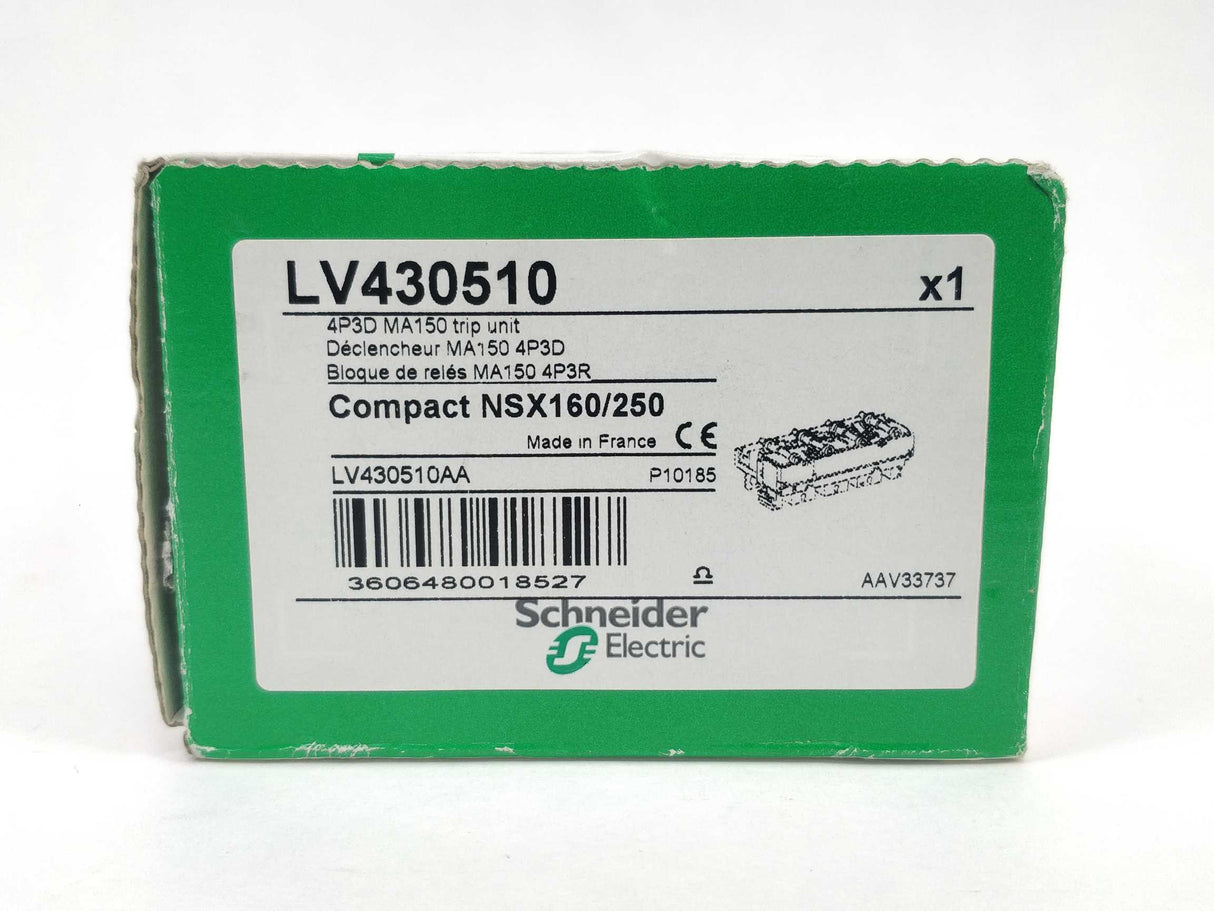 LV430510 x1
4P3D MA150 trip unit
Déclencheur MA150 4P3D
Bloque de relés MA150 4P3R
Compact NSX160/250
Made in France CE
LV430510AA P10185
3606480018527
AAV33737
Schneider
Electric